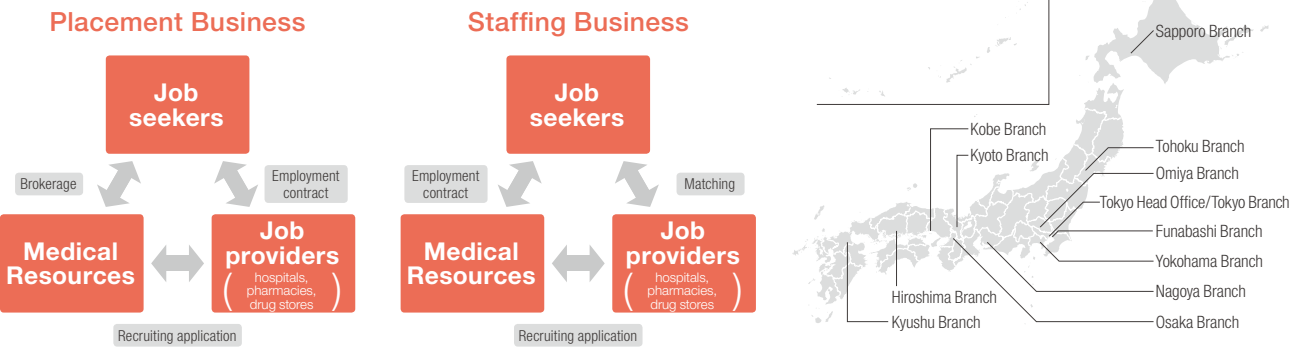 Placement Business
Job
seekers
Brokerage
Employment
contract
Medical
Resources
Job
providers
( hospitals,
pharmacies,
drug stores )
Recruiting application
Staffing Business
Job
seekers
Employment
contract
Matching
Medical
Resources
Job
providers
( hospitals,
pharmacies,
drug stores )
Recruiting application
Sapporo Branch
Kobe Branch
Kyoto Branch
Tohoku Branch
Omiya Branch
Tokyo Head Office/Tokyo Branch
Funabashi Branch
Yokohama Branch
Nagoya Branch
Osaka Branch
Hiroshima Branch
Kyushu Branch